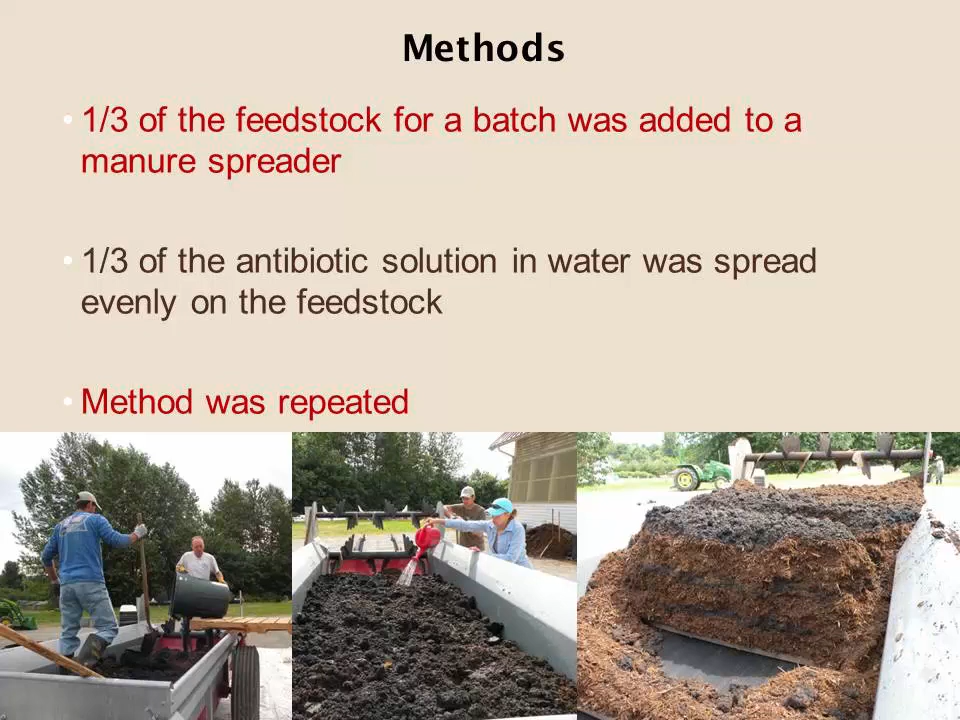 Methods
• 1/3 of the feedstock for a batch was added to a
manure spreader
• 1/3 of the antibiotic solution in water was spread
evenly on the feedstock
• Method was repeated